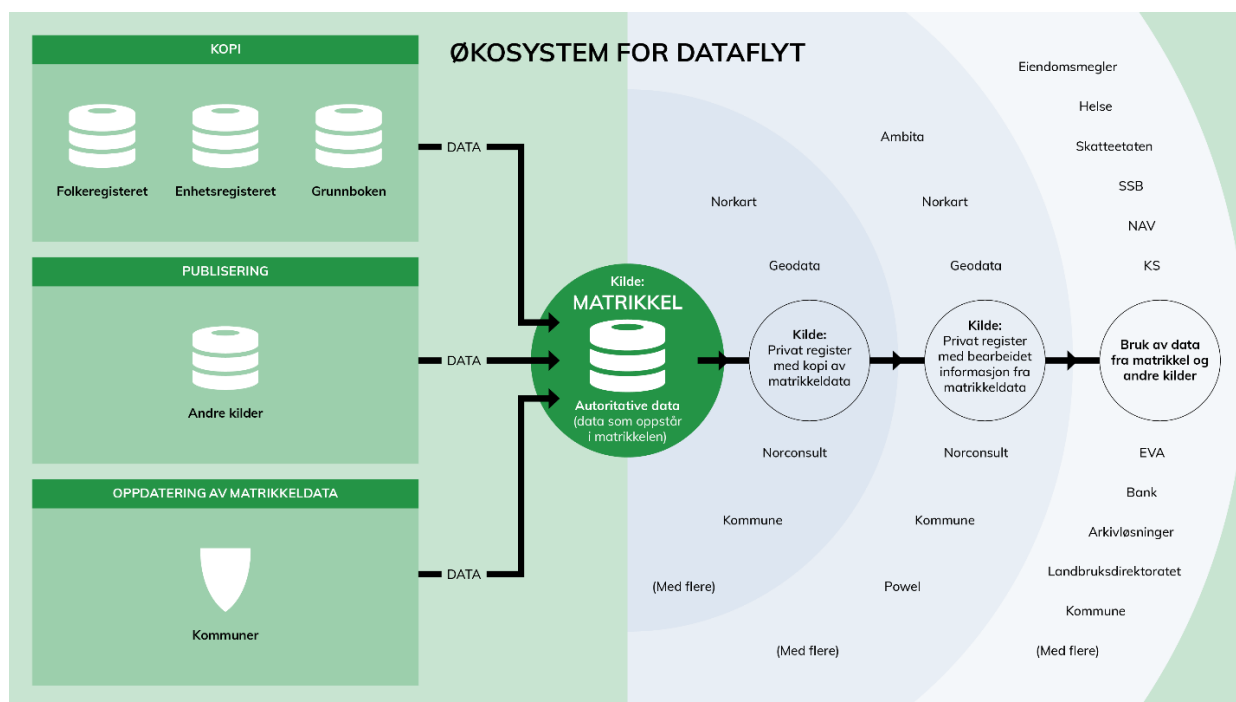 ØKOSYSTEM FOR DATAFLYT
KOPI
Folkeregisteret
Enhetsregisteret
Grunnboken
DATA
PUBLISERING
Andre kilder
DATA
OPPDATERING AV MATRIKKELDATA
Kommuner
DATA
Kilde:
MATRIKKEL
Autoritative data
(data som oppstår
i matrikkelen)
Norkart
Geodata
Kilde:
Privat register
med kopi av
matrikkeldata
Norconsult
Kommune
(Med flere)
Ambita
Norkart
Geodata
Kilde:
Privat register
med bearbeidet
informasjon fra
matrikkeldata
Norconsult
Kommune
Powel
(Med flere)
Eiendomsmegler
Helse
Skatteetaten
SSB
NAV
KS
Bruk av data
fra matrikkel og
andre kilder
EVA
Bank
Arkivløsninger
Landbruksdirektoratet
Kommune
(Med flere)